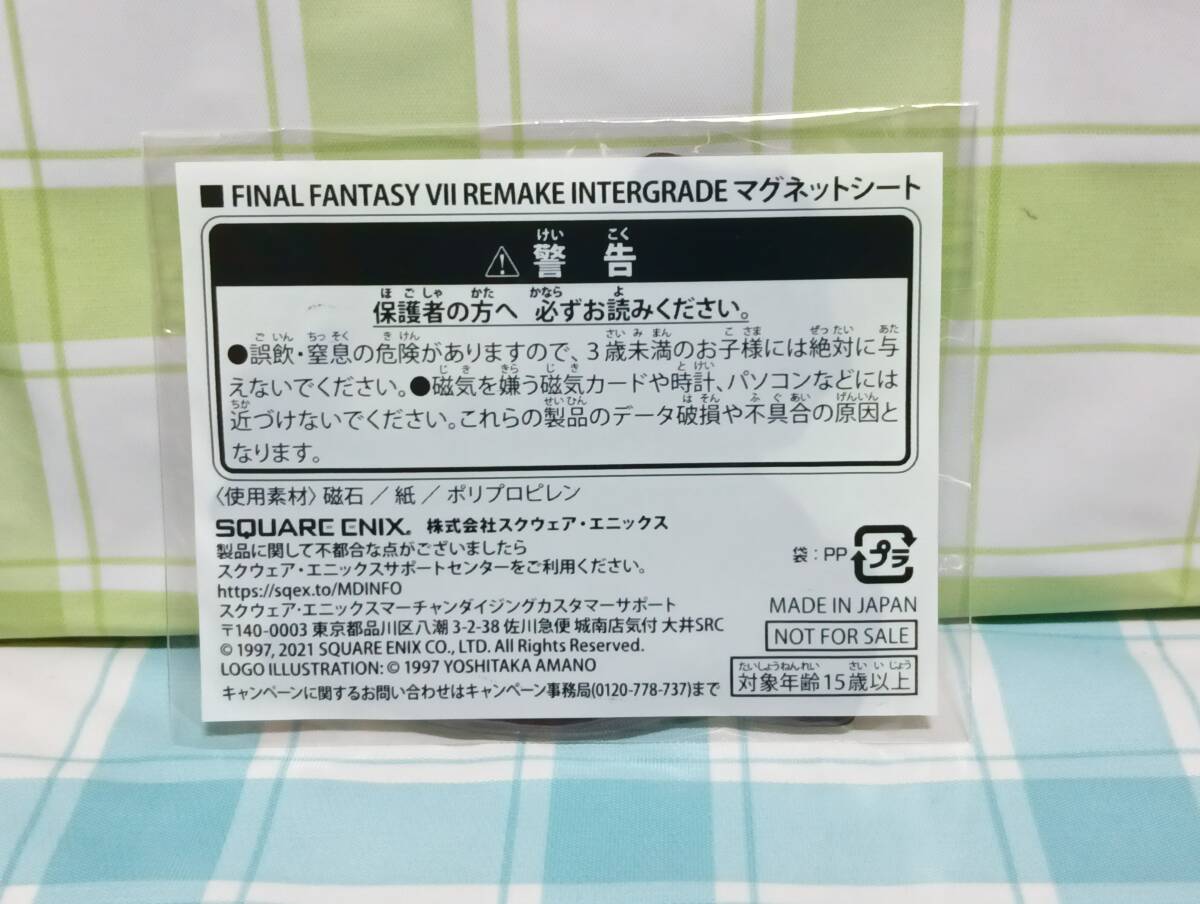 ■ FINAL FANTASY VII REMAKE INTERGRADE マグネットシート
けい こく
⚠ 警 告
ほ ご しゃ かた かなら よ
保護者の方へ 必ずお読みください。
ご いん ちっ そく き けん さい み まん こ さま ぜっ たい あた
●誤飲・窒息の危険がありますので、3歳未満のお子様には絶対に与
じ き きら じ き と けい
えないでください。●磁気を嫌う磁気カードや時計、パソコンなどには
ちか せい ひん は そん ふ ぐ あい げん いん
近づけないでください。これらの製品のデータ破損や不具合の原因と
なります。
〈使用素材〉磁石／紙／ポリプロピレン
SQUARE ENIX® 株式会社スクウェア・エニックス
製品に関して不都合な点がございましたら
スクウェア・エニックスサポートセンターをご利用ください。
https://sqex.to/MDINFO
スクウェア・エニックスマーチャンダイジングカスタマーサポート
〒140-0003 東京都品川区八潮 3-2-38 佐川急便 城南店気付 大井SRC
© 1997, 2021 SQUARE ENIX CO., LTD. All Rights Reserved.
LOGO ILLUSTRATION: © 1997 YOSHITAKA AMANO
キャンペーンに関するお問い合わせはキャンペーン事務局(0120-778-737)まで
袋：PP プラ
MADE IN JAPAN
NOT FOR SALE
たいしょうねんれい さい い じょう
対象年齢15歳以上